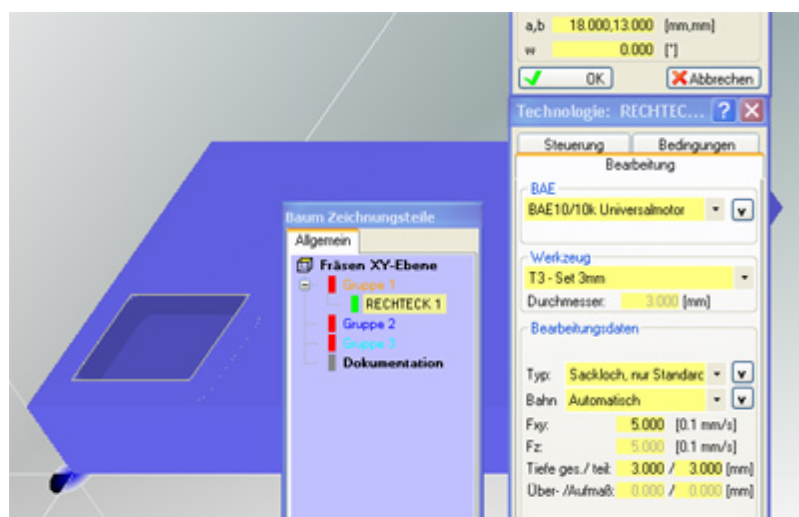 a,b 18.000,13.000 [mm,mm]
w 0.000 [°]
OK Abbrechen
Technologie: RECHTEC...
Steuerung Bedingungen
Bearbeitung
BAE
BAE10/10k Universalmotor
v
Werkzeug
T3 - Set 3mm
Durchmesser: 3.000 [mm]
Bearbeitungsdaten
Typ: Sackloch, nur Standarc v
Bahn Automatisch v
Fxy: 5.000 [0.1 mm/s]
Fz: 5.000 [0.1 mm/s]
Tiefe ges./ teil: 3.000 / 3.000 [mm]
Über- /Aufmaß: 0.000 / 0.000 [mm]
Baum Zeichnungsteile
Allgemein
Fräsen XY-Ebene
Gruppe 1
RECHTECK 1
Gruppe 2
Gruppe 3
Dokumentation